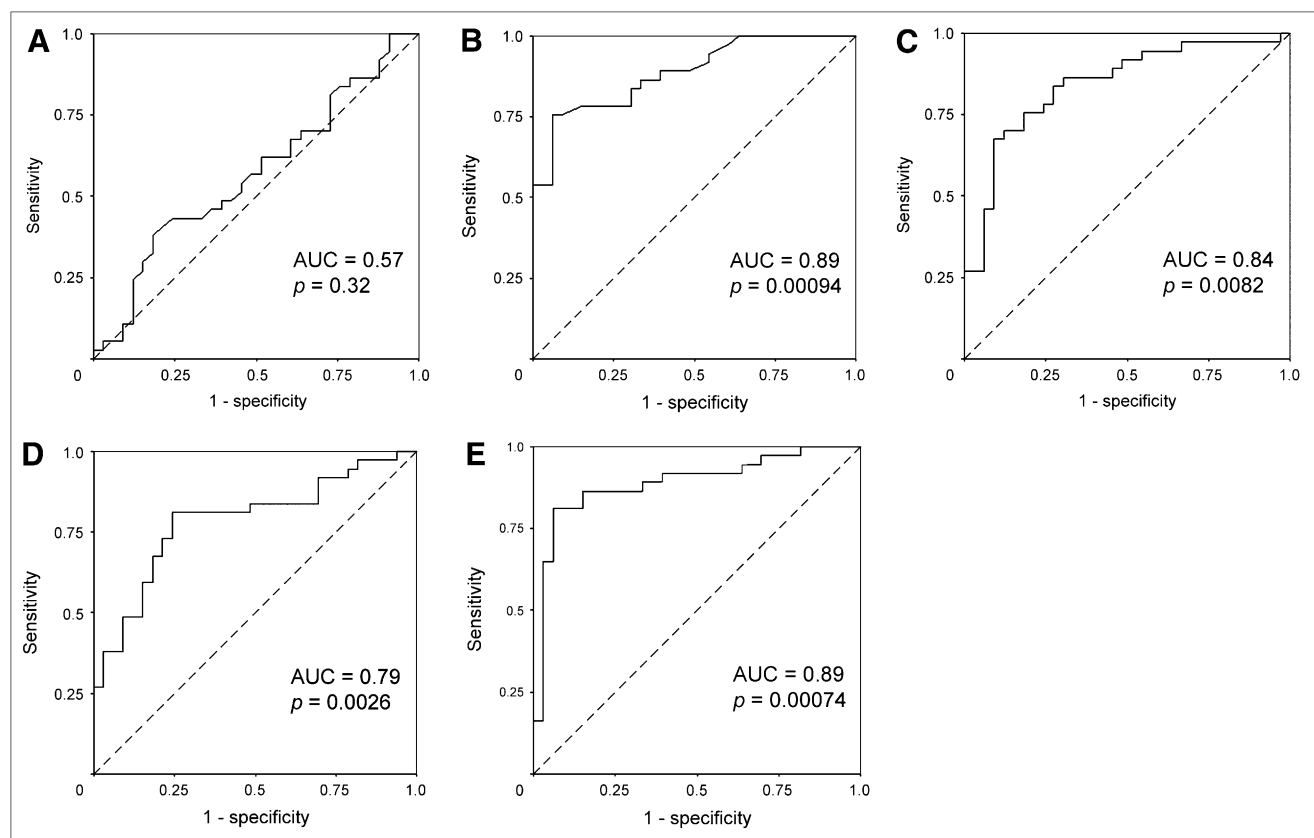 A
1.0
0.75
0.5
0.25
0
0.25
0.5
0.75
1.0
Sensitivity
1 - specificity
AUC = 0.57
p = 0.32
B
1.0
0.75
0.5
0.25
0
0.25
0.5
0.75
1.0
Sensitivity
1 - specificity
AUC = 0.89
p = 0.00094
C
1.0
0.75
0.5
0.25
0
0.25
0.5
0.75
1.0
Sensitivity
1 - specificity
AUC = 0.84
p = 0.0082
D
1.0
0.75
0.5
0.25
0
0.25
0.5
0.75
1.0
Sensitivity
1 - specificity
AUC = 0.79
p = 0.0026
E
1.0
0.75
0.5
0.25
0
0.25
0.5
0.75
1.0
Sensitivity
1 - specificity
AUC = 0.89
p = 0.00074